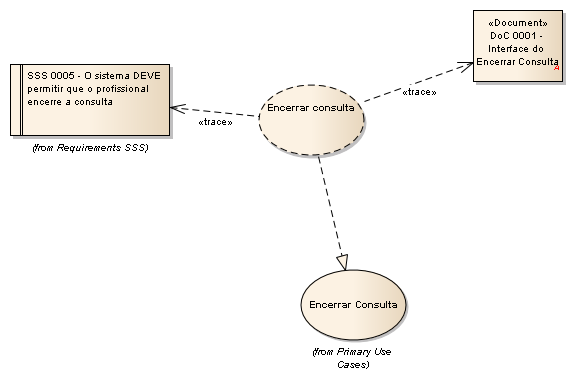 «Document»
DoC 0001 -
Interface do
Encerrar Consulta
A
SSS 0005 - O sistema DEVE
permitir que o profissional
encerre a consulta
(from Requirements SSS)
«trace»
Encerrar consulta
«trace»
Encerrar Consulta
(from Primary Use
Cases)